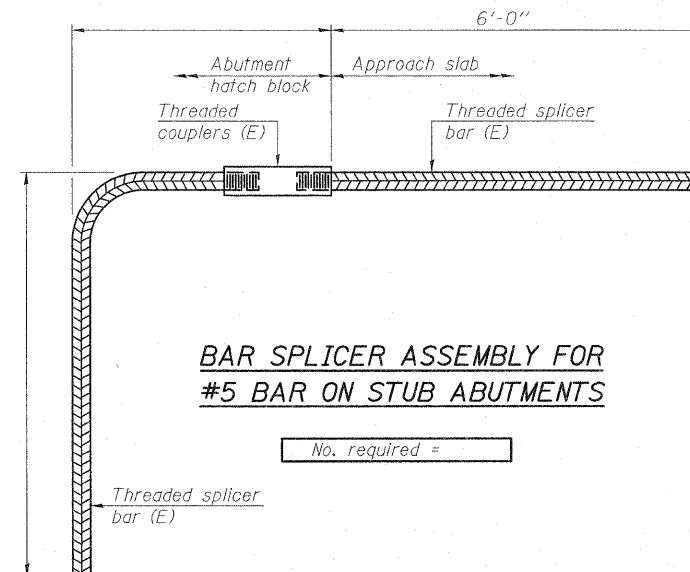 6'-0"
Abutment
hatch block
Approach slab
Threaded
couplers (E)
Threaded splicer
bar (E)
BAR SPLICER ASSEMBLY FOR
#5 BAR ON STUB ABUTMENTS
No. required =
Threaded splicer
bar (E)